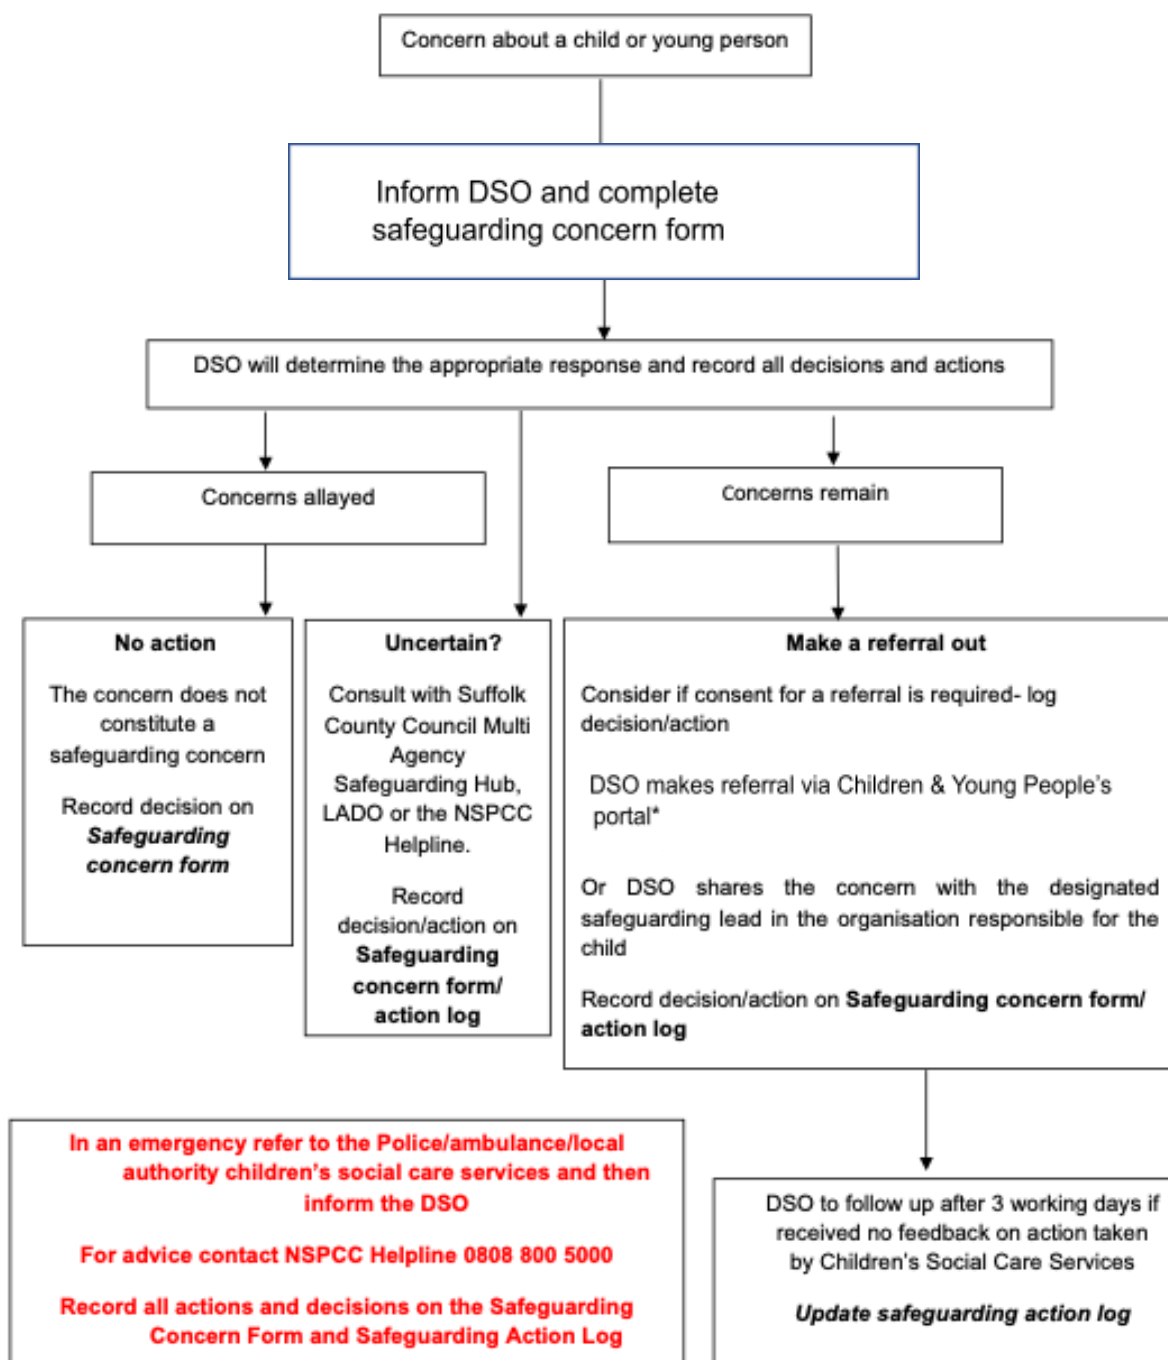 Concern about a child or young person
Inform DSO and complete
safeguarding concern form
DSO will determine the appropriate response and record all decisions and actions
Concerns allayed
Concerns remain
No action
The concern does not
constitute a
safeguarding concern
Record decision on
Safeguarding
concern form
Uncertain?
Consult with Suffolk
County Council Multi
Agency
Safeguarding Hub,
LADO or the NSPCC
Helpline.
Record
decision/action on
Safeguarding
concern form/
action log
Make a referral out
Consider if consent for a referral is required- log
decision/action
DSO makes referral via Children & Young People's
portal*
Or DSO shares the concern with the designated
safeguarding lead in the organisation responsible for the
child
Record decision/action on Safeguarding concern form/
action log
In an emergency refer to the Police/ambulance/local
authority children's social care services and then
inform the DSO
For advice contact NSPCC Helpline 0808 800 5000
Record all actions and decisions on the Safeguarding
Concern Form and Safeguarding Action Log
DSO to follow up after 3 working days if
received no feedback on action taken
by Children's Social Care Services
Update safeguarding action log